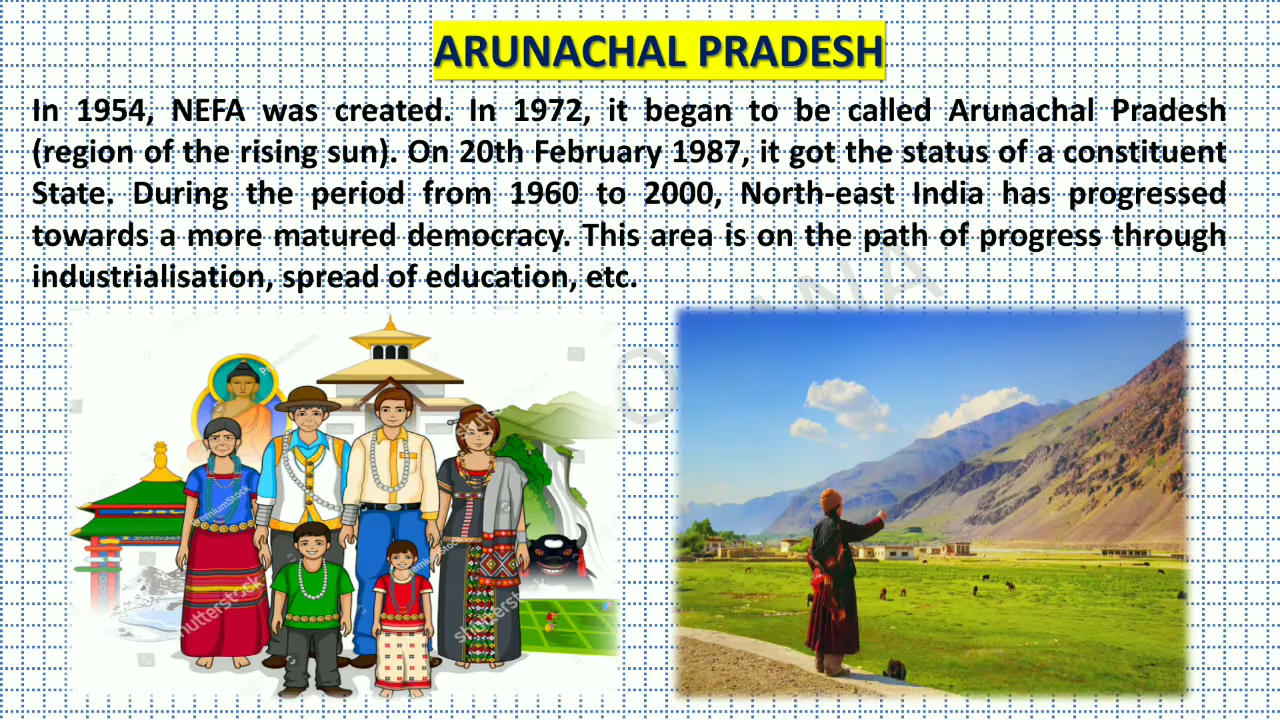 ARUNACHAL PRADESH
In 1954, NEFA was created. In 1972, it began to be called Arunachal Pradesh
(region of the rising sun). On 20th February 1987, it got the status of a constituent
State. During the period from 1960 to 2000, North-east India has progressed
towards a more matured democracy. This area is on the path of progress through
industrialisation, spread of education, etc.
PremiumStock
shutterstock
shutterstock